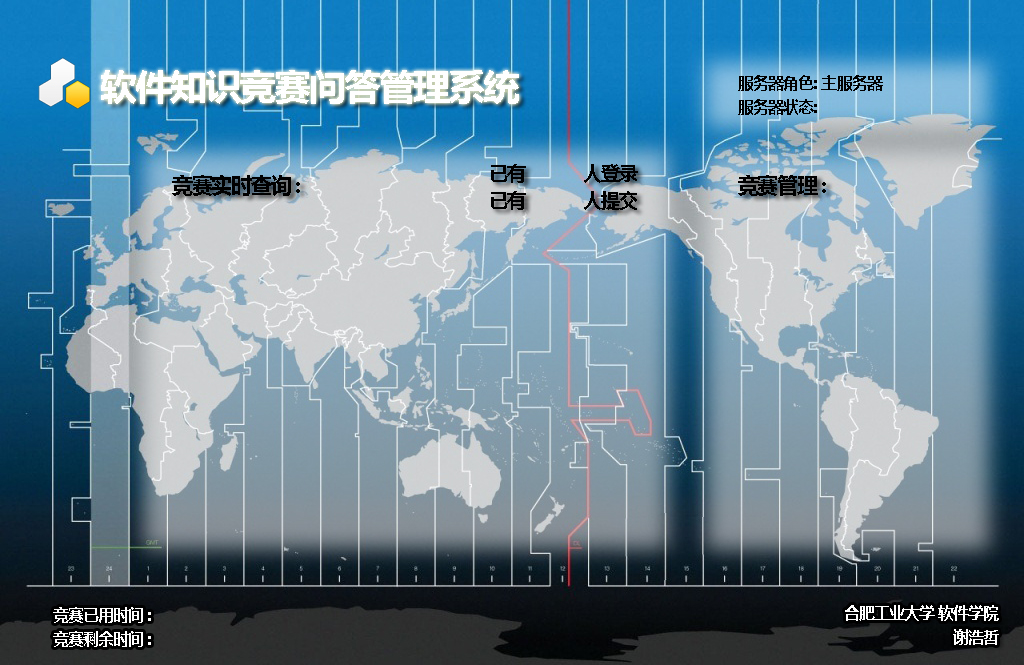 软件知识竞赛问答管理系统
服务器角色: 主服务器
服务器状态:
竞赛实时查询：
已有 人登录
已有 人提交
竞赛管理：
GMT
23 24 1 2 3 4 5 6 7 8 9 10 11 12 13 14 15 16 17 18 19 20 21 22
竞赛已用时间：
竞赛剩余时间：
合肥工业大学 软件学院
谢浩哲